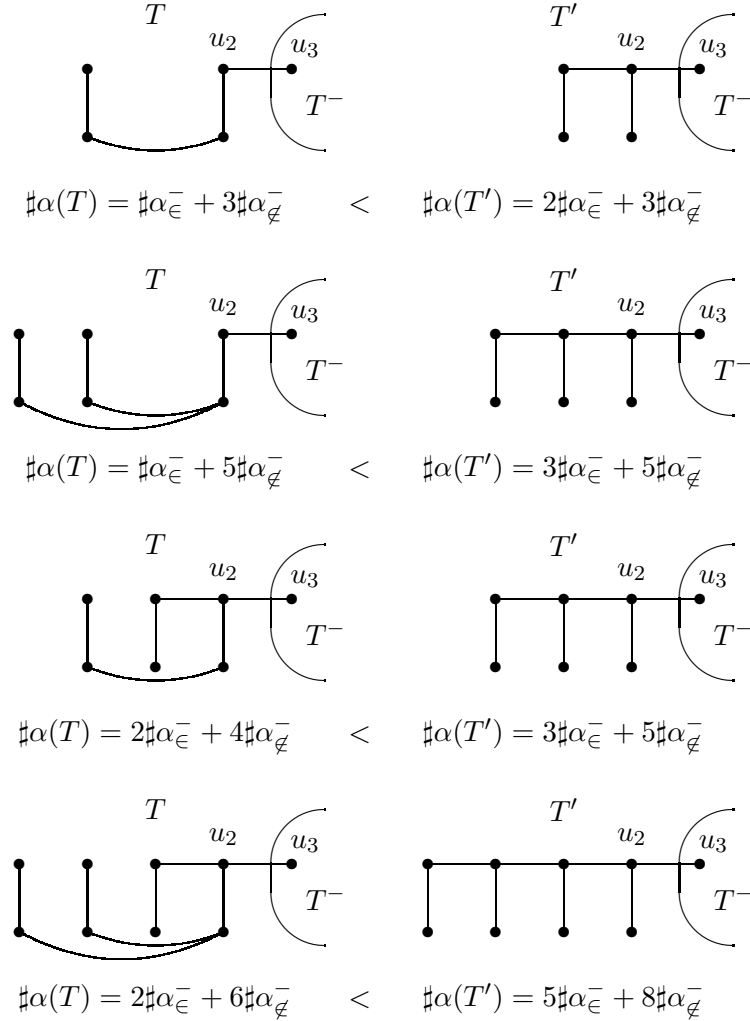 T T′
u₂ u₃ u₂ u₃
T⁻ T⁻
♯α(T) = ♯α∈⁻ + 3♯α∉⁻ < ♯α(T′) = 2♯α∈⁻ + 3♯α∉⁻
T T′
u₂ u₃ u₂ u₃
T⁻ T⁻
♯α(T) = ♯α∈⁻ + 5♯α∉⁻ < ♯α(T′) = 3♯α∈⁻ + 5♯α∉⁻
T T′
u₂ u₃ u₂ u₃
T⁻ T⁻
♯α(T) = 2♯α∈⁻ + 4♯α∉⁻ < ♯α(T′) = 3♯α∈⁻ + 5♯α∉⁻
T T′
u₂ u₃ u₂ u₃
T⁻ T⁻
♯α(T) = 2♯α∈⁻ + 6♯α∉⁻ < ♯α(T′) = 5♯α∈⁻ + 8♯α∉⁻